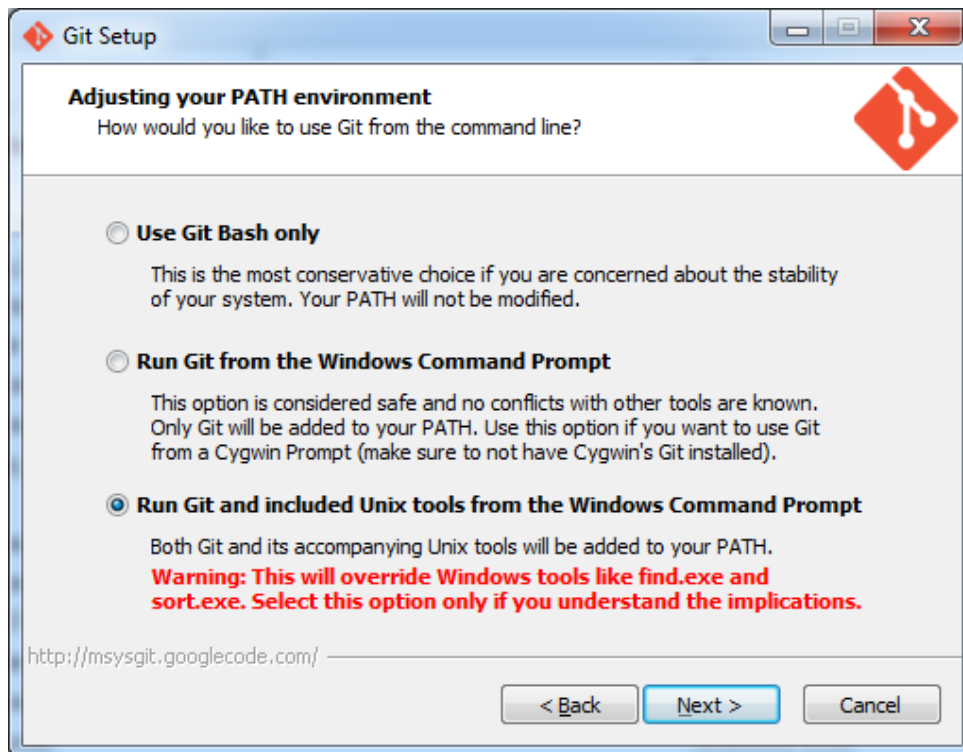 Git Setup
Adjusting your PATH environment
How would you like to use Git from the command line?
Use Git Bash only
This is the most conservative choice if you are concerned about the stability
of your system. Your PATH will not be modified.
Run Git from the Windows Command Prompt
This option is considered safe and no conflicts with other tools are known.
Only Git will be added to your PATH. Use this option if you want to use Git
from a Cygwin Prompt (make sure to not have Cygwin's Git installed).
Run Git and included Unix tools from the Windows Command Prompt
Both Git and its accompanying Unix tools will be added to your PATH.
Warning: This will override Windows tools like find.exe and
sort.exe. Select this option only if you understand the implications.
http://msysgit.googlecode.com/
< Back Next > Cancel